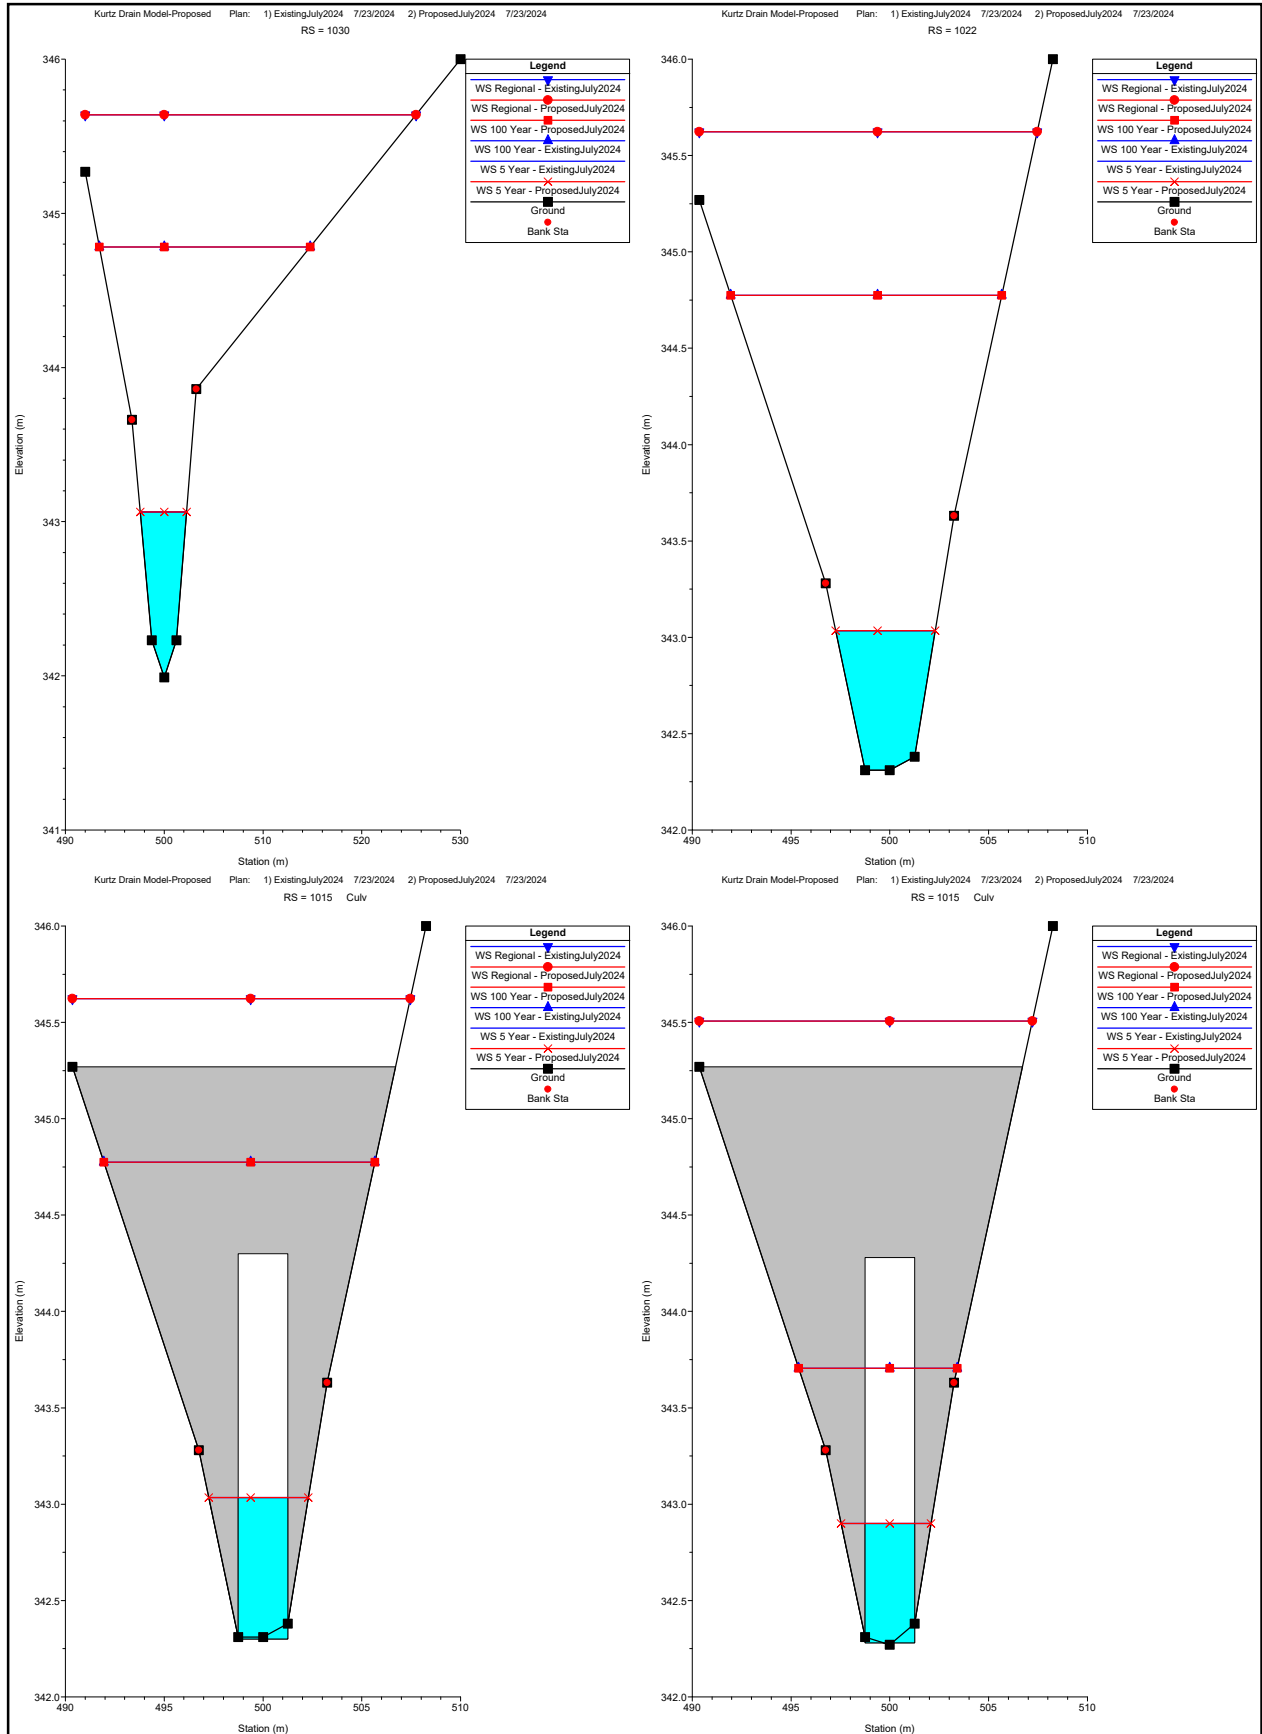 Kurtz Drain Model-Proposed Plan: 1) ExistingJuly2024 7/23/2024 2) ProposedJuly2024 7/23/2024
RS = 1030
346
345
344
343
342
341
Elevation (m)
490 500 510 520 530
Station (m)
Legend
WS Regional - ExistingJuly2024
WS Regional - ProposedJuly2024
WS 100 Year - ProposedJuly2024
WS 100 Year - ExistingJuly2024
WS 5 Year - ExistingJuly2024
WS 5 Year - ProposedJuly2024
Ground
Bank Sta
Kurtz Drain Model-Proposed Plan: 1) ExistingJuly2024 7/23/2024 2) ProposedJuly2024 7/23/2024
RS = 1022
346.0
345.5
345.0
344.5
344.0
343.5
343.0
342.5
342.0
Elevation (m)
490 495 500 505 510
Station (m)
Legend
WS Regional - ExistingJuly2024
WS Regional - ProposedJuly2024
WS 100 Year - ProposedJuly2024
WS 100 Year - ExistingJuly2024
WS 5 Year - ExistingJuly2024
WS 5 Year - ProposedJuly2024
Ground
Bank Sta
Kurtz Drain Model-Proposed Plan: 1) ExistingJuly2024 7/23/2024 2) ProposedJuly2024 7/23/2024
RS = 1015 Culv
346.0
345.5
345.0
344.5
344.0
343.5
343.0
342.5
342.0
Elevation (m)
490 495 500 505 510
Station (m)
Legend
WS Regional - ExistingJuly2024
WS Regional - ProposedJuly2024
WS 100 Year - ProposedJuly2024
WS 100 Year - ExistingJuly2024
WS 5 Year - ExistingJuly2024
WS 5 Year - ProposedJuly2024
Ground
Bank Sta
Kurtz Drain Model-Proposed Plan: 1) ExistingJuly2024 7/23/2024 2) ProposedJuly2024 7/23/2024
RS = 1015 Culv
346.0
345.5
345.0
344.5
344.0
343.5
343.0
342.5
342.0
Elevation (m)
490 495 500 505 510
Station (m)
Legend
WS Regional - ExistingJuly2024
WS Regional - ProposedJuly2024
WS 100 Year - ProposedJuly2024
WS 100 Year - ExistingJuly2024
WS 5 Year - ExistingJuly2024
WS 5 Year - ProposedJuly2024
Ground
Bank Sta